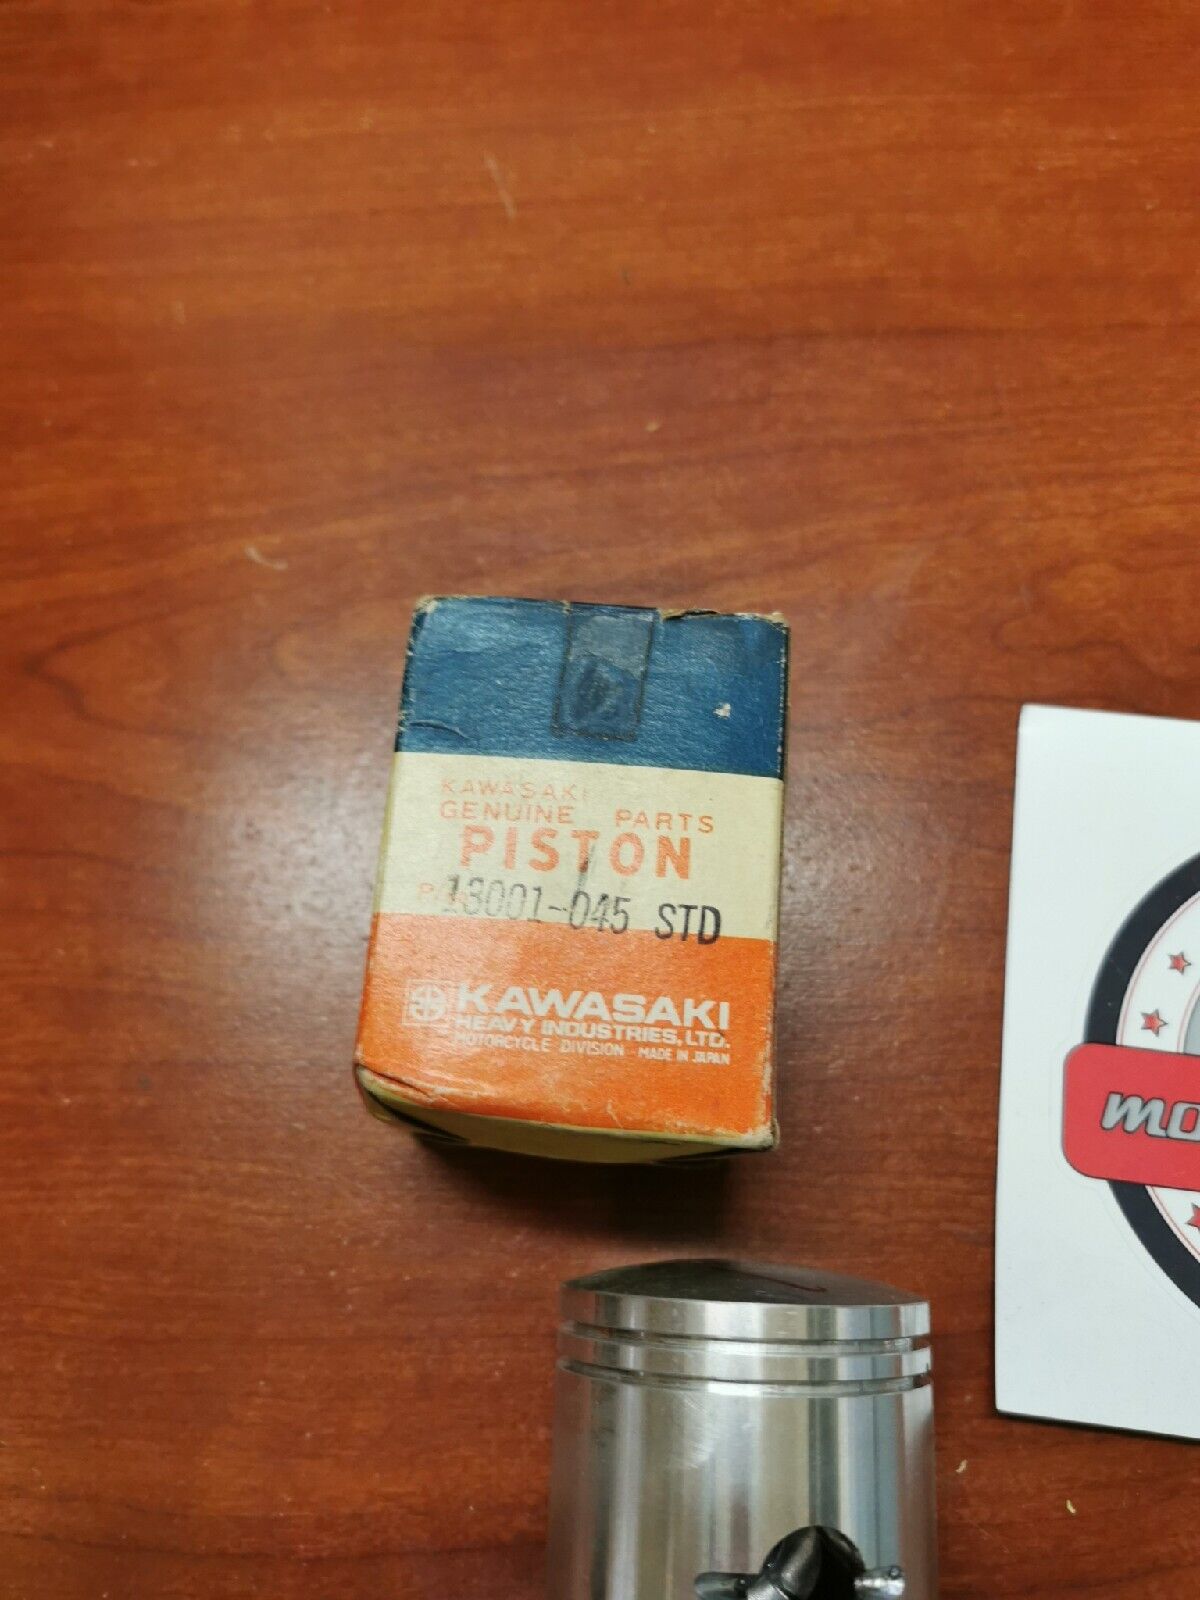 KAWASAKI
GENUINE PARTS
PISTON
13001-045 STD
KAWASAKI
HEAVY INDUSTRIES, LTD.
MOTORCYCLE DIVISION MADE IN JAPAN